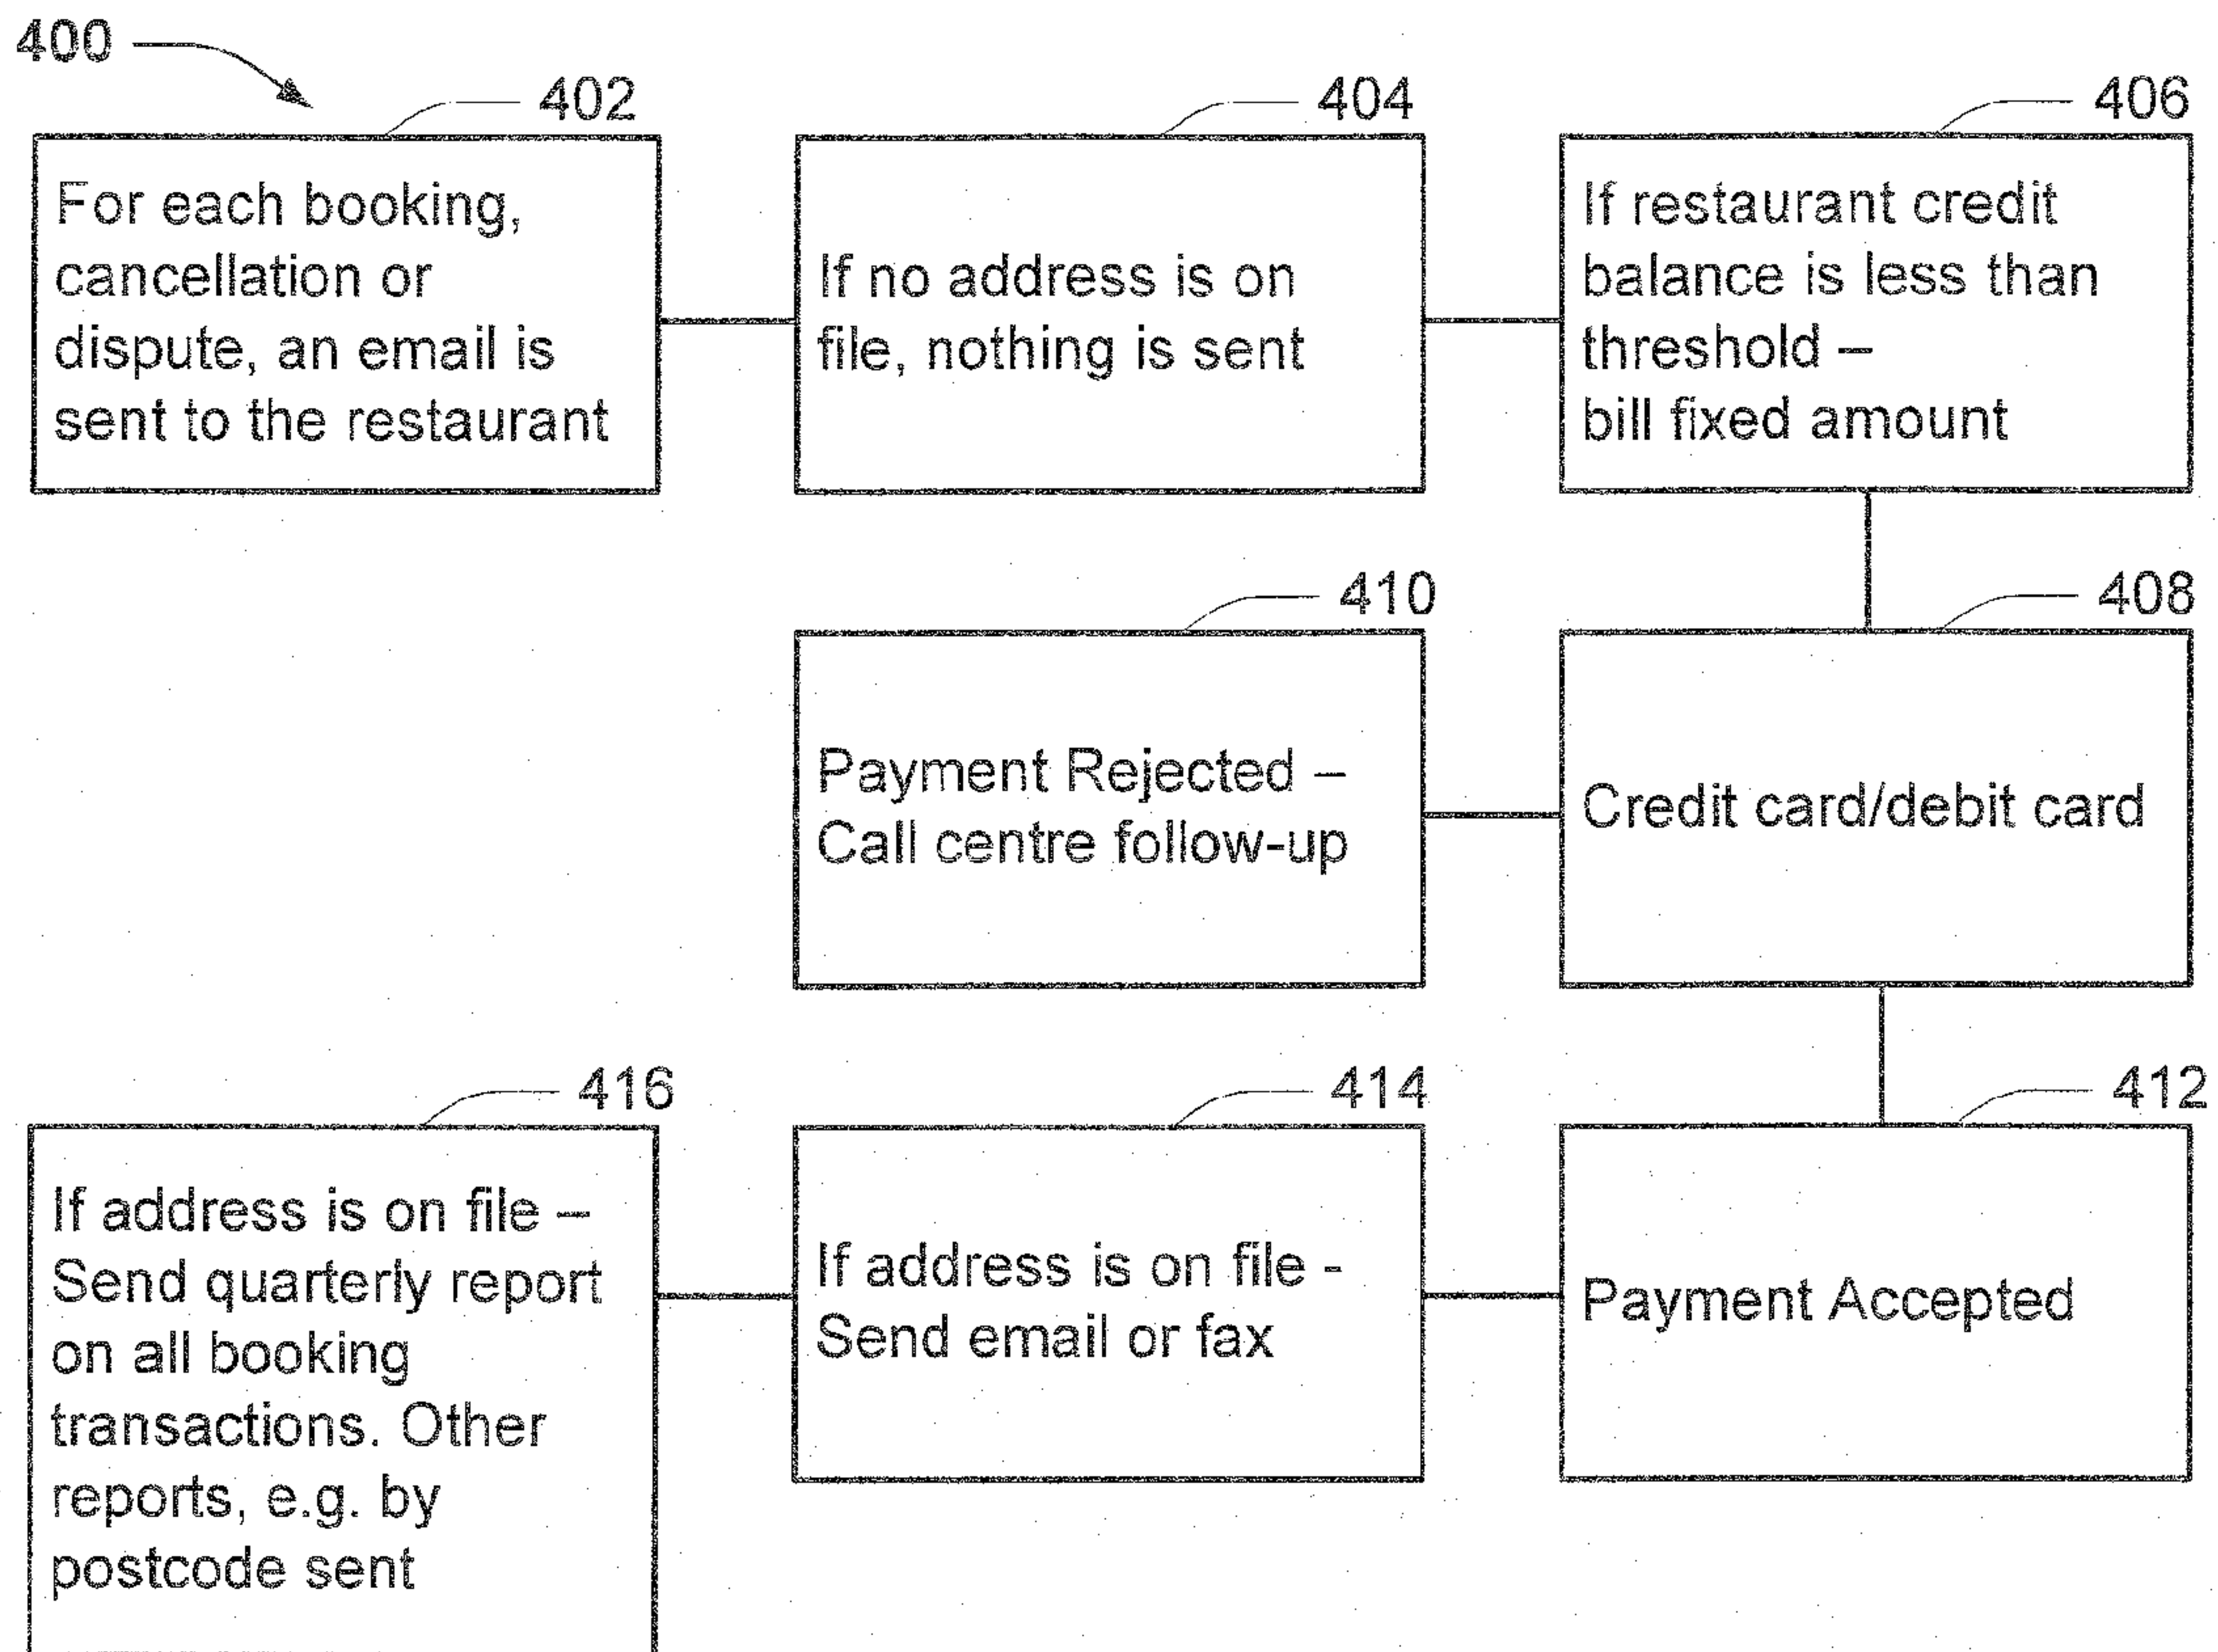 400
402
For each booking,
cancellation or
dispute, an email is
sent to the restaurant
404
If no address is on
file, nothing is sent
406
If restaurant credit
balance is less than
threshold –
bill fixed amount
410
Payment Rejected –
Call centre follow-up
408
Credit card/debit card
416
If address is on file –
Send quarterly report
on all booking
transactions. Other
reports, e.g. by
postcode sent
414
If address is on file -
Send email or fax
412
Payment Accepted